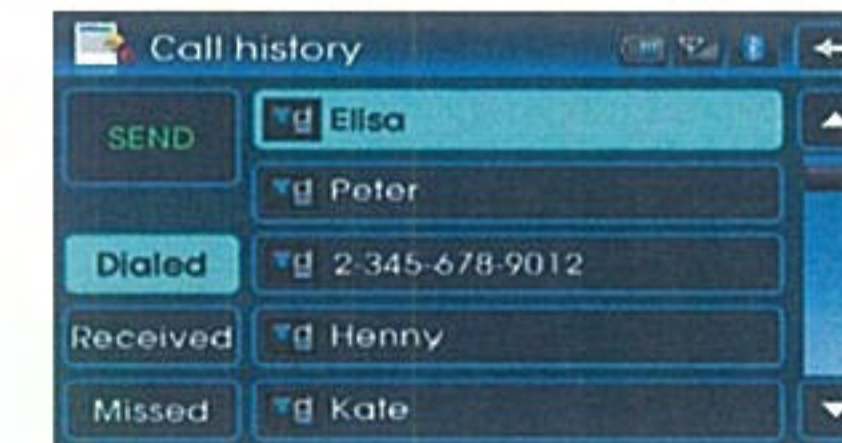 Call history
SEND
Elisa
Peter
Dialed
2-345-678-9012
Received
Henny
Missed
Kate